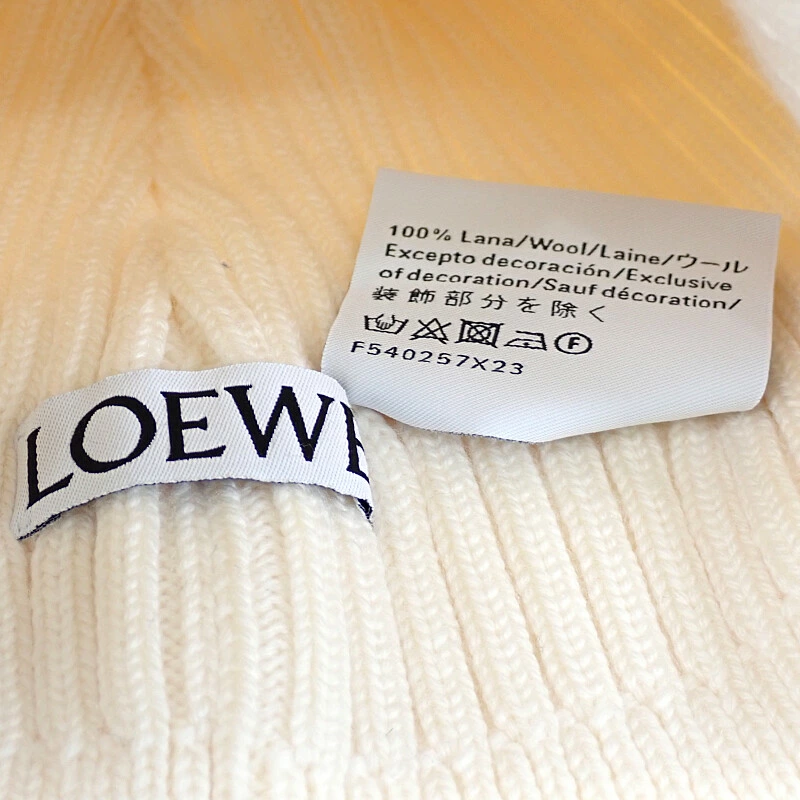 LOEWE
100% Lana/Wool/Laine/ウール
Excepto decoración/Exclusive
of decoration/Sauf décoration/
装飾部分を除く
F
F540257X23